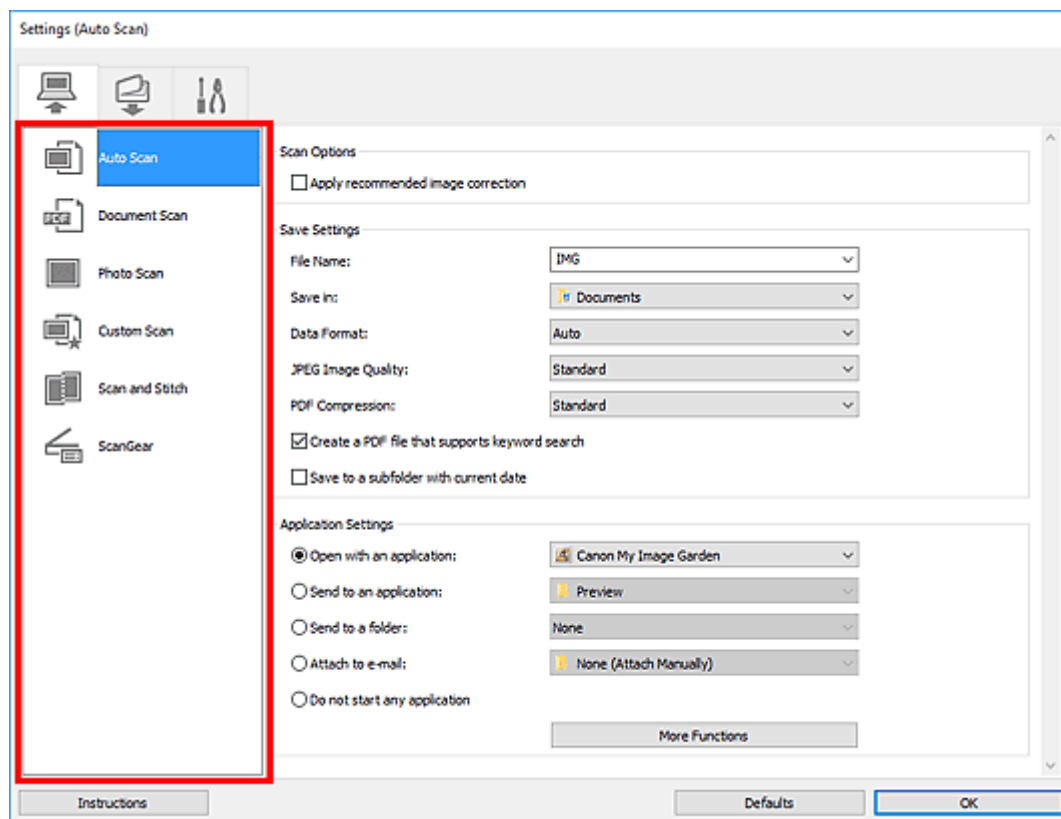 Settings (Auto Scan)
Auto Scan
Document Scan
Photo Scan
Custom Scan
Scan and Stitch
ScanGear
Scan Options
Apply recommended image correction
Save Settings
File Name: IMG
Save in: Documents
Data Format: Auto
JPEG Image Quality: Standard
PDF Compression: Standard
Create a PDF file that supports keyword search
Save to a subfolder with current date
Application Settings
Open with an application: Canon My Image Garden
Send to an application: Preview
Send to a folder: None
Attach to e-mail: None (Attach Manually)
Do not start any application
More Functions
Instructions Defaults OK